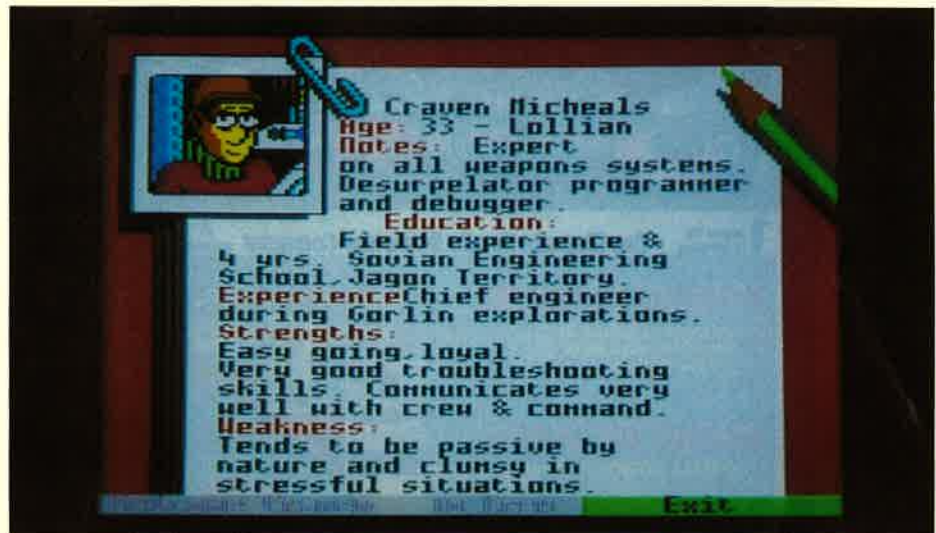 Craven Micheals
Age: 33 - Lollian
Notes: Expert
on all weapons systems.
Desurpelator programmer
and debugger.
Education:
Field experience &
4 yrs. Sovian Engineering
School, Jagon Territory.
Experience Chief engineer
during Gorlin explorations.
Strengths:
Easy going, loyal.
Very good troubleshooting
skills. Communicates very
well with crew & command.
Weakness:
Tends to be passive by
nature and clumsy in
stressful situations.
Exit